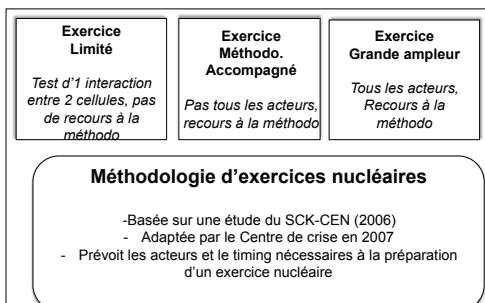 Exercice
Limité
Test d'1 interaction
entre 2 cellules, pas
de recours à la
méthodo
Exercice
Méthodo.
Accompagné
Pas tous les acteurs,
recours à la méthodo
Exercice
Grande ampleur
Tous les acteurs,
Recours à la
méthodo
Méthodologie d'exercices nucléaires
-Basée sur une étude du SCK-CEN (2006)
- Adaptée par le Centre de crise en 2007
- Prévoit les acteurs et le timing nécessaires à la préparation
d'un exercice nucléaire